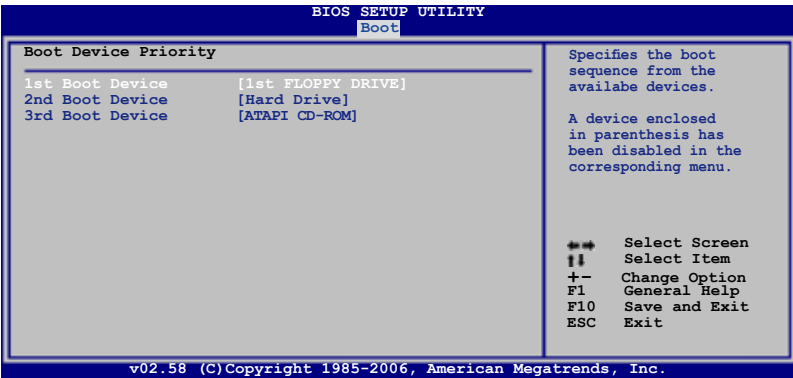 BIOS SETUP UTILITY
Boot
Boot Device Priority
1st Boot Device [1st FLOPPY DRIVE]
2nd Boot Device [Hard Drive]
3rd Boot Device [ATAPI CD-ROM]
Specifies the boot
sequence from the
availabe devices.
A device enclosed
in parenthesis has
been disabled in the
corresponding menu.
←→ Select Screen
↑↓ Select Item
+- Change Option
F1 General Help
F10 Save and Exit
ESC Exit
v02.58 (C)Copyright 1985-2006, American Megatrends, Inc.